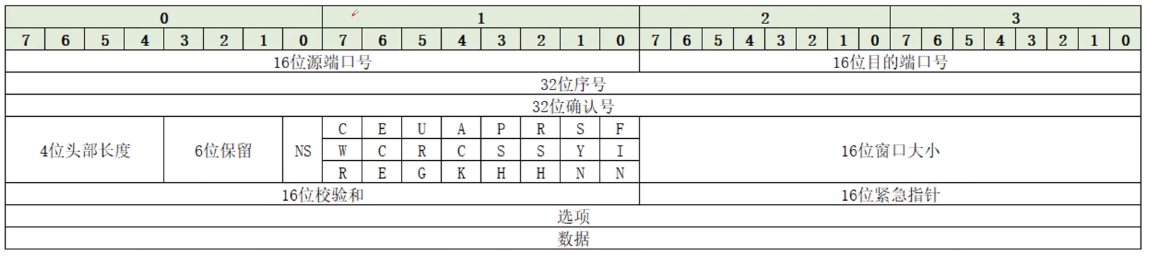 0 1 2 3
7 6 5 4 3 2 1 0 7 6 5 4 3 2 1 0 7 6 5 4 3 2 1 0 7 6 5 4 3 2 1 0
16位源端口号 16位目的端口号
32位序号
32位确认号
C E U A P R S F
4位头部长度 6位保留 NS W C R C S S Y I 16位窗口大小
R E G K H H N N
16位校验和 16位紧急指针
选项
数据